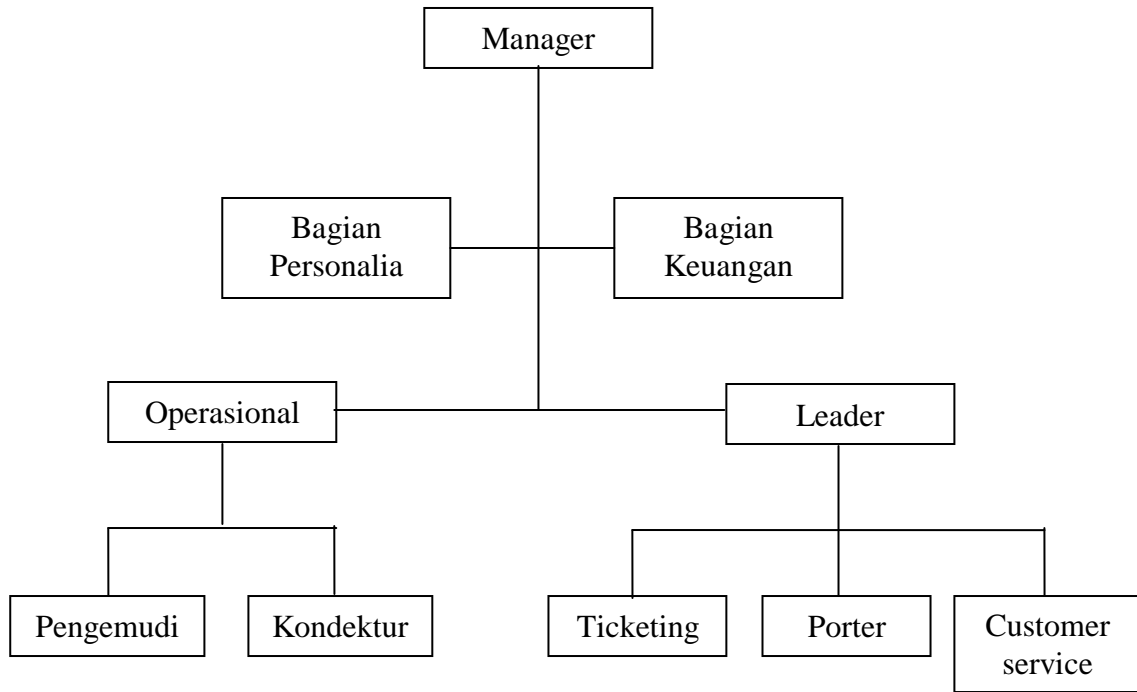 Manager
Bagian
Personalia
Bagian
Keuangan
Operasional
Leader
Pengemudi
Kondektur
Ticketing
Porter
Customer
service